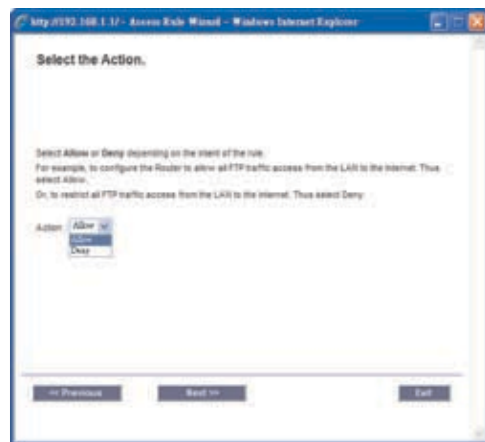 http://192.168.1.1/ - Access Rule Wizard - Windows Internet Explorer
Select the Action.
Select Allow or Deny depending on the intent of the rule.
For example, to configure the Router to allow all FTP traffic access from the LAN to the Internet. Thus
select Allow.
Or, to restrict all FTP traffic access from the LAN to the Internet. Thus select Deny.
Action Allow
Allow
Deny
<< Previous Next >> Exit